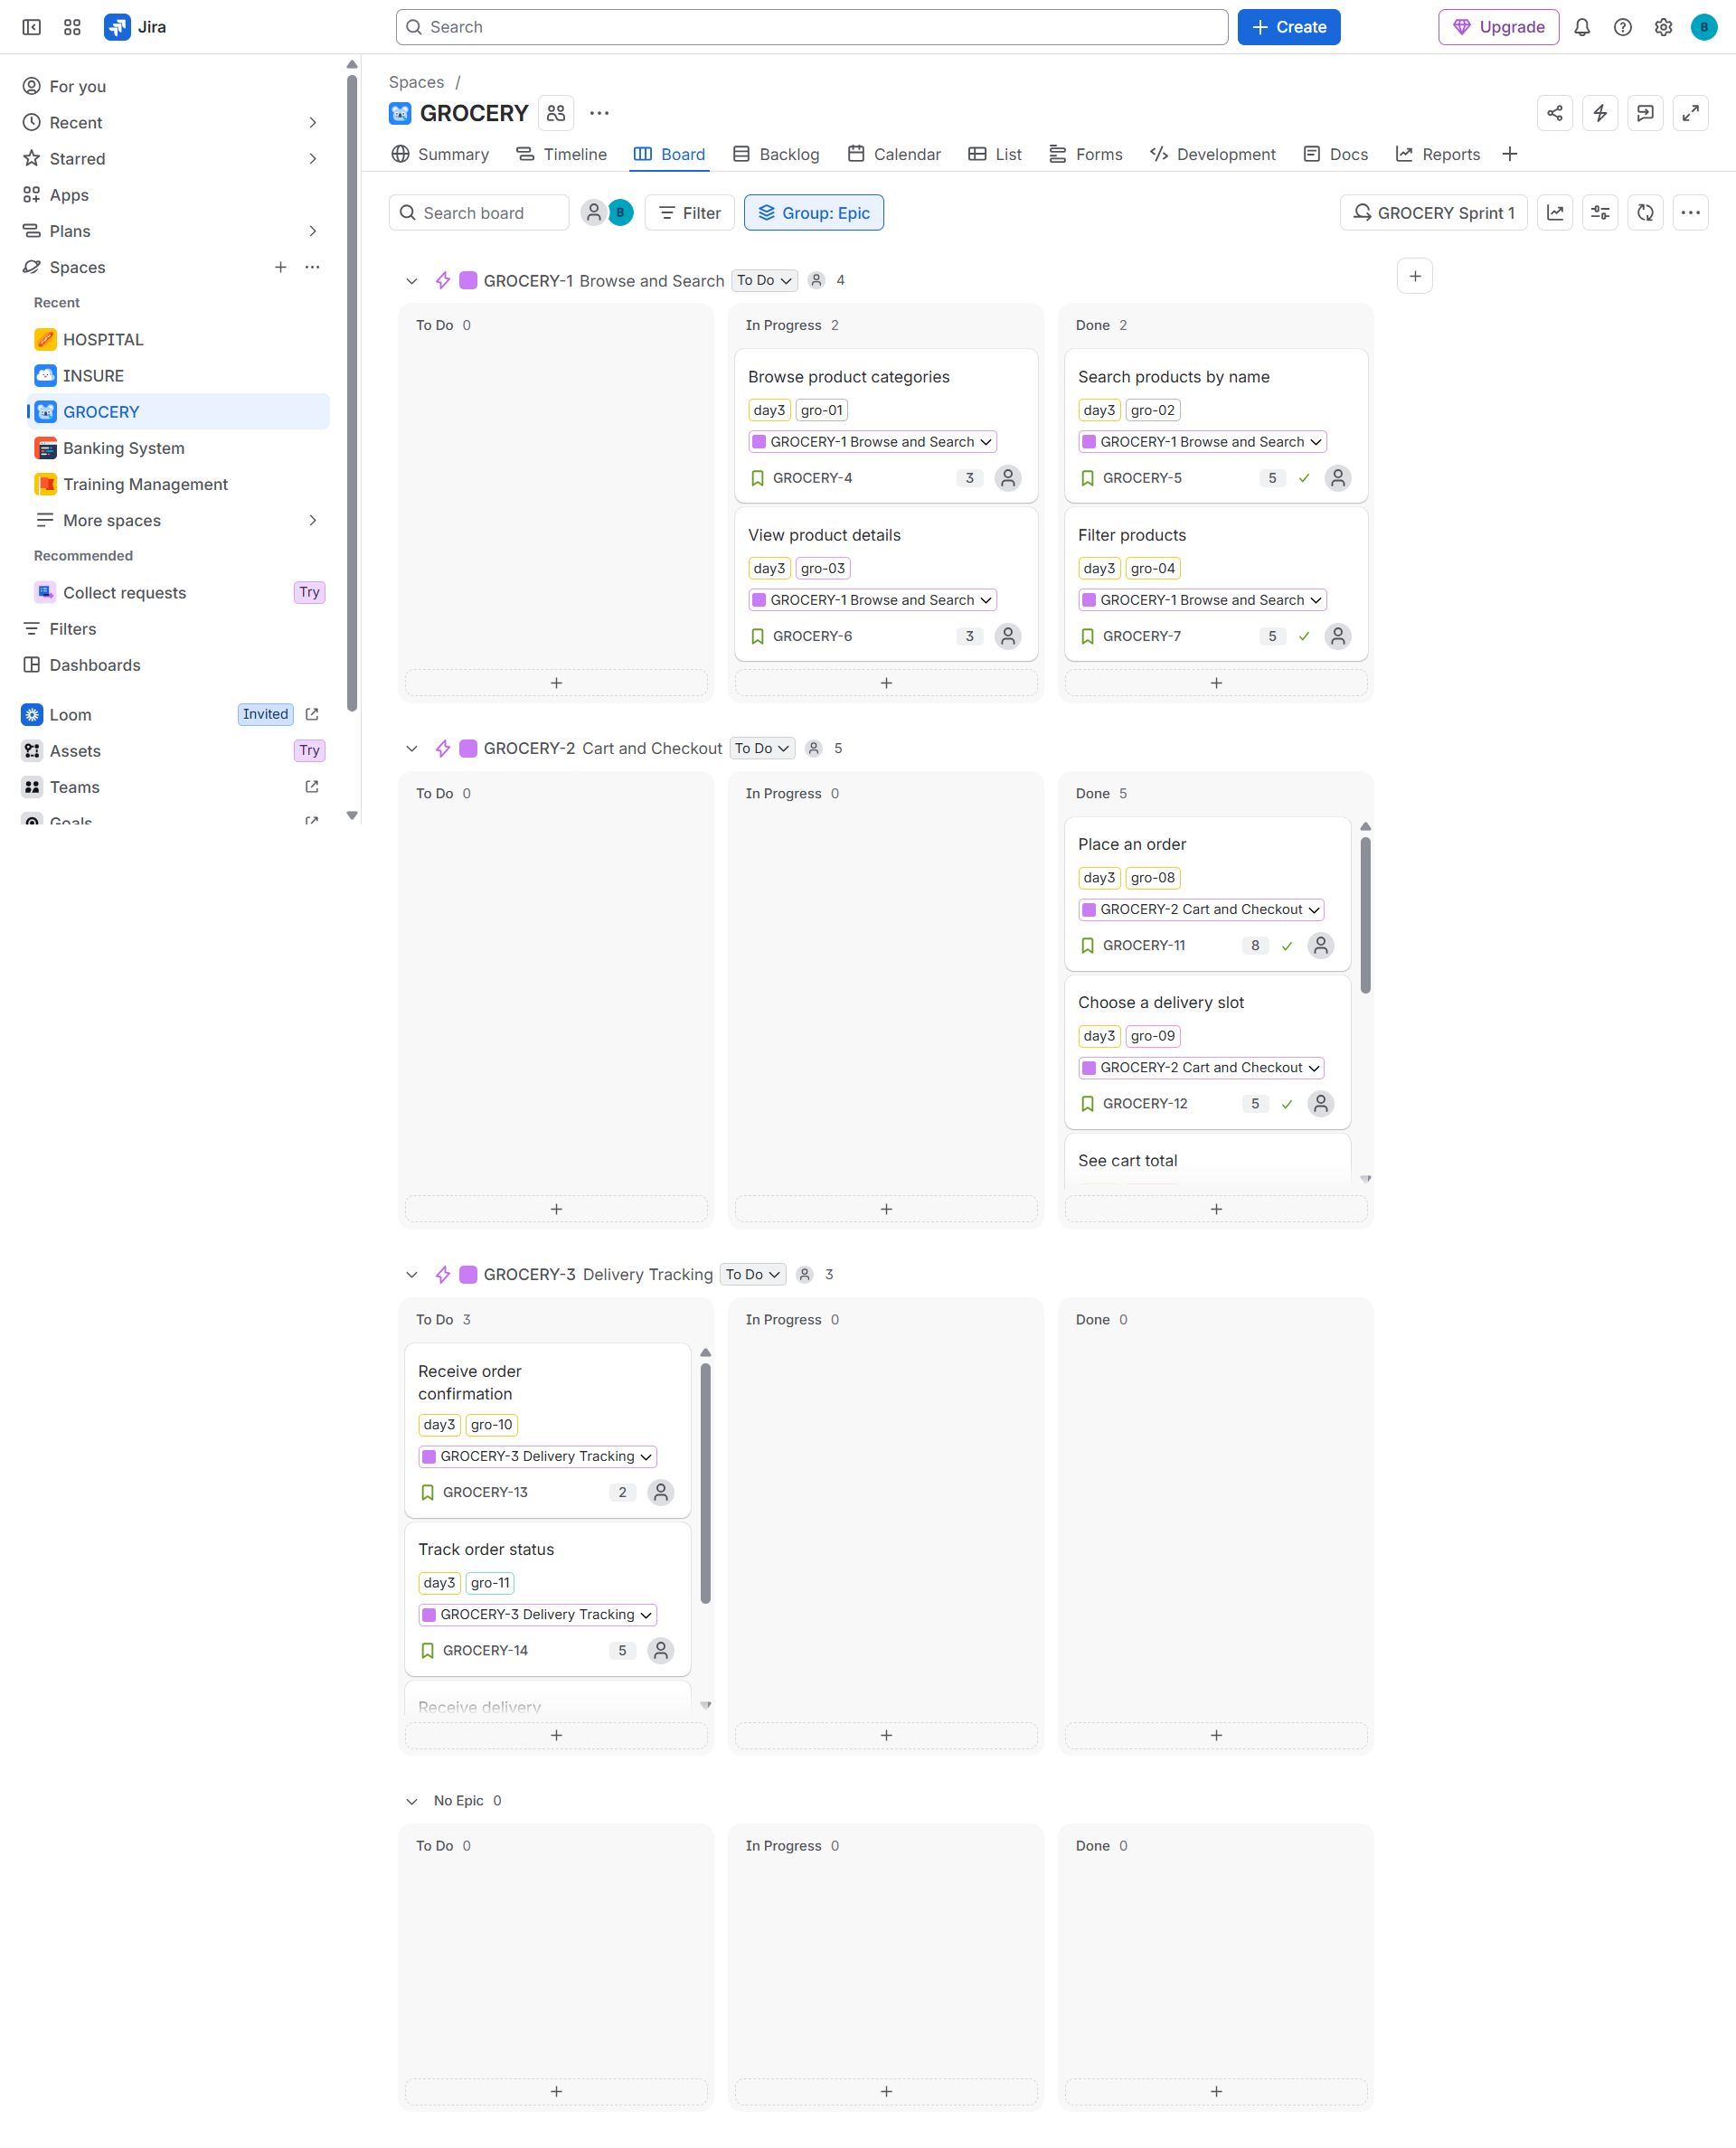 Jira
Search
Create
Upgrade
B
For you
Recent
Starred
Apps
Plans
Spaces
Recent
HOSPITAL
INSURE
GROCERY
Banking System
Training Management
More spaces
Recommended
Collect requests Try
Filters
Dashboards
Loom Invited
Assets Try
Teams
Goals
Spaces /
GROCERY
Summary Timeline Board Backlog Calendar List Forms Development Docs Reports
Search board B Filter Group: Epic GROCERY Sprint 1
GROCERY-1 Browse and Search To Do 4
To Do 0
In Progress 2
Browse product categories
day3 gro-01
GROCERY-1 Browse and Search
GROCERY-4 3
View product details
day3 gro-03
GROCERY-1 Browse and Search
GROCERY-6 3
Done 2
Search products by name
day3 gro-02
GROCERY-1 Browse and Search
GROCERY-5 5
Filter products
day3 gro-04
GROCERY-1 Browse and Search
GROCERY-7 5
GROCERY-2 Cart and Checkout To Do 5
To Do 0
In Progress 0
Done 5
Place an order
day3 gro-08
GROCERY-2 Cart and Checkout
GROCERY-11 8
Choose a delivery slot
day3 gro-09
GROCERY-2 Cart and Checkout
GROCERY-12 5
See cart total
GROCERY-3 Delivery Tracking To Do 3
To Do 3
Receive order
confirmation
day3 gro-10
GROCERY-3 Delivery Tracking
GROCERY-13 2
Track order status
day3 gro-11
GROCERY-3 Delivery Tracking
GROCERY-14 5
Receive delivery
In Progress 0
Done 0
No Epic 0
To Do 0
In Progress 0
Done 0